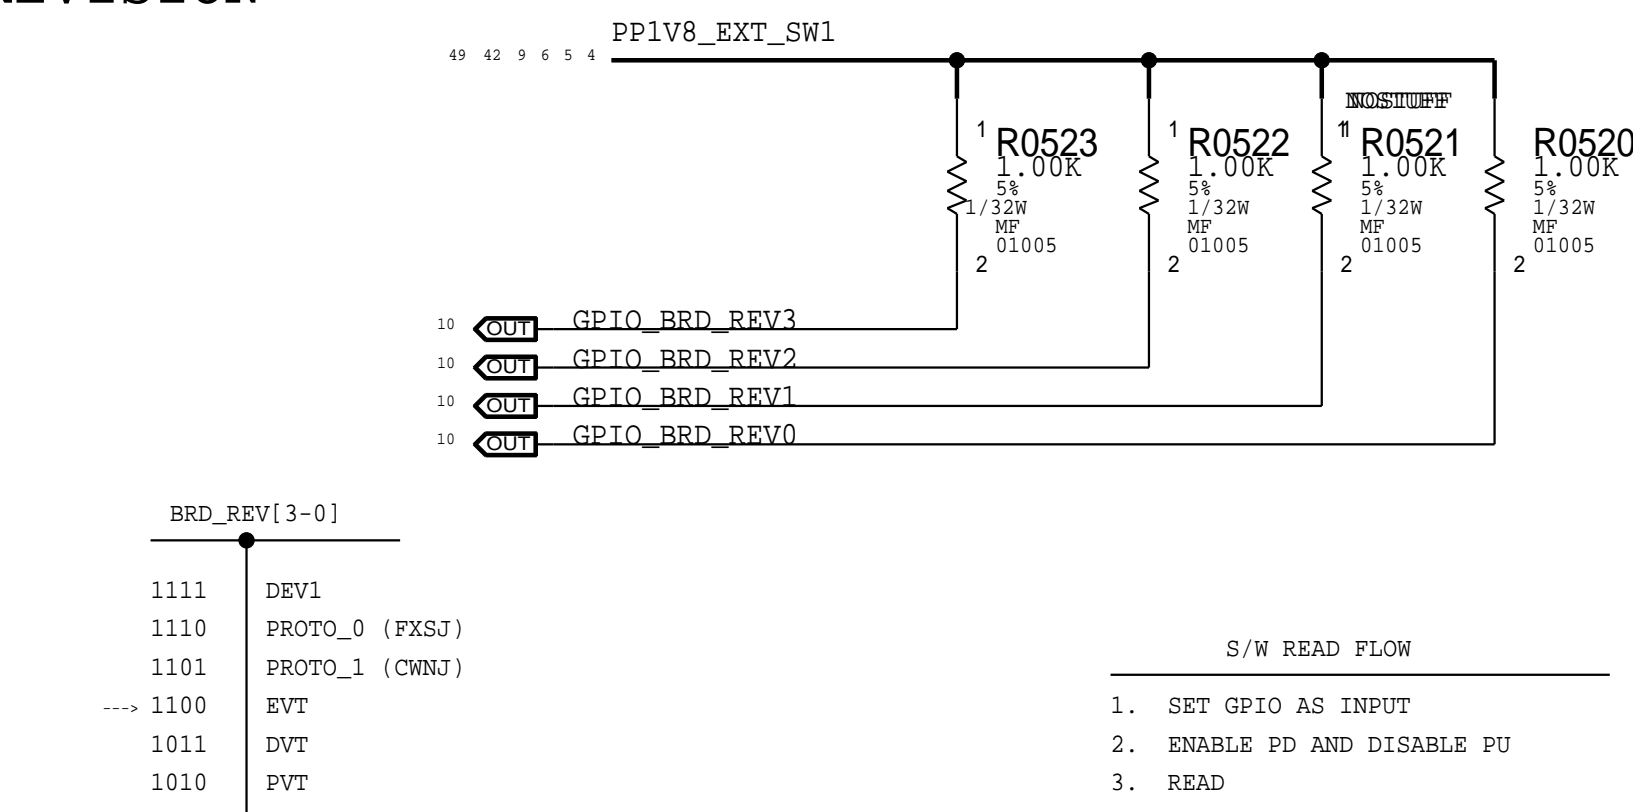 PP1V8_EXT_SW1
49 42 9 6 5 4
NOSTUFF
1 R0523
1.00K
5%
1/32W
MF
01005
2
1 R0522
1.00K
5%
1/32W
MF
01005
2
1 R0521
1.00K
5%
1/32W
MF
01005
2
1 R0520
1.00K
5%
1/32W
MF
01005
2
10 OUT GPIO_BRD_REV3
10 OUT GPIO_BRD_REV2
10 OUT GPIO_BRD_REV1
10 OUT GPIO_BRD_REV0
BRD_REV[3-0]
1111 DEV1
1110 PROTO_0 (FXSJ)
1101 PROTO_1 (CWNJ)
---> 1100 EVT
1011 DVT
1010 PVT
S/W READ FLOW
1. SET GPIO AS INPUT
2. ENABLE PD AND DISABLE PU
3. READ